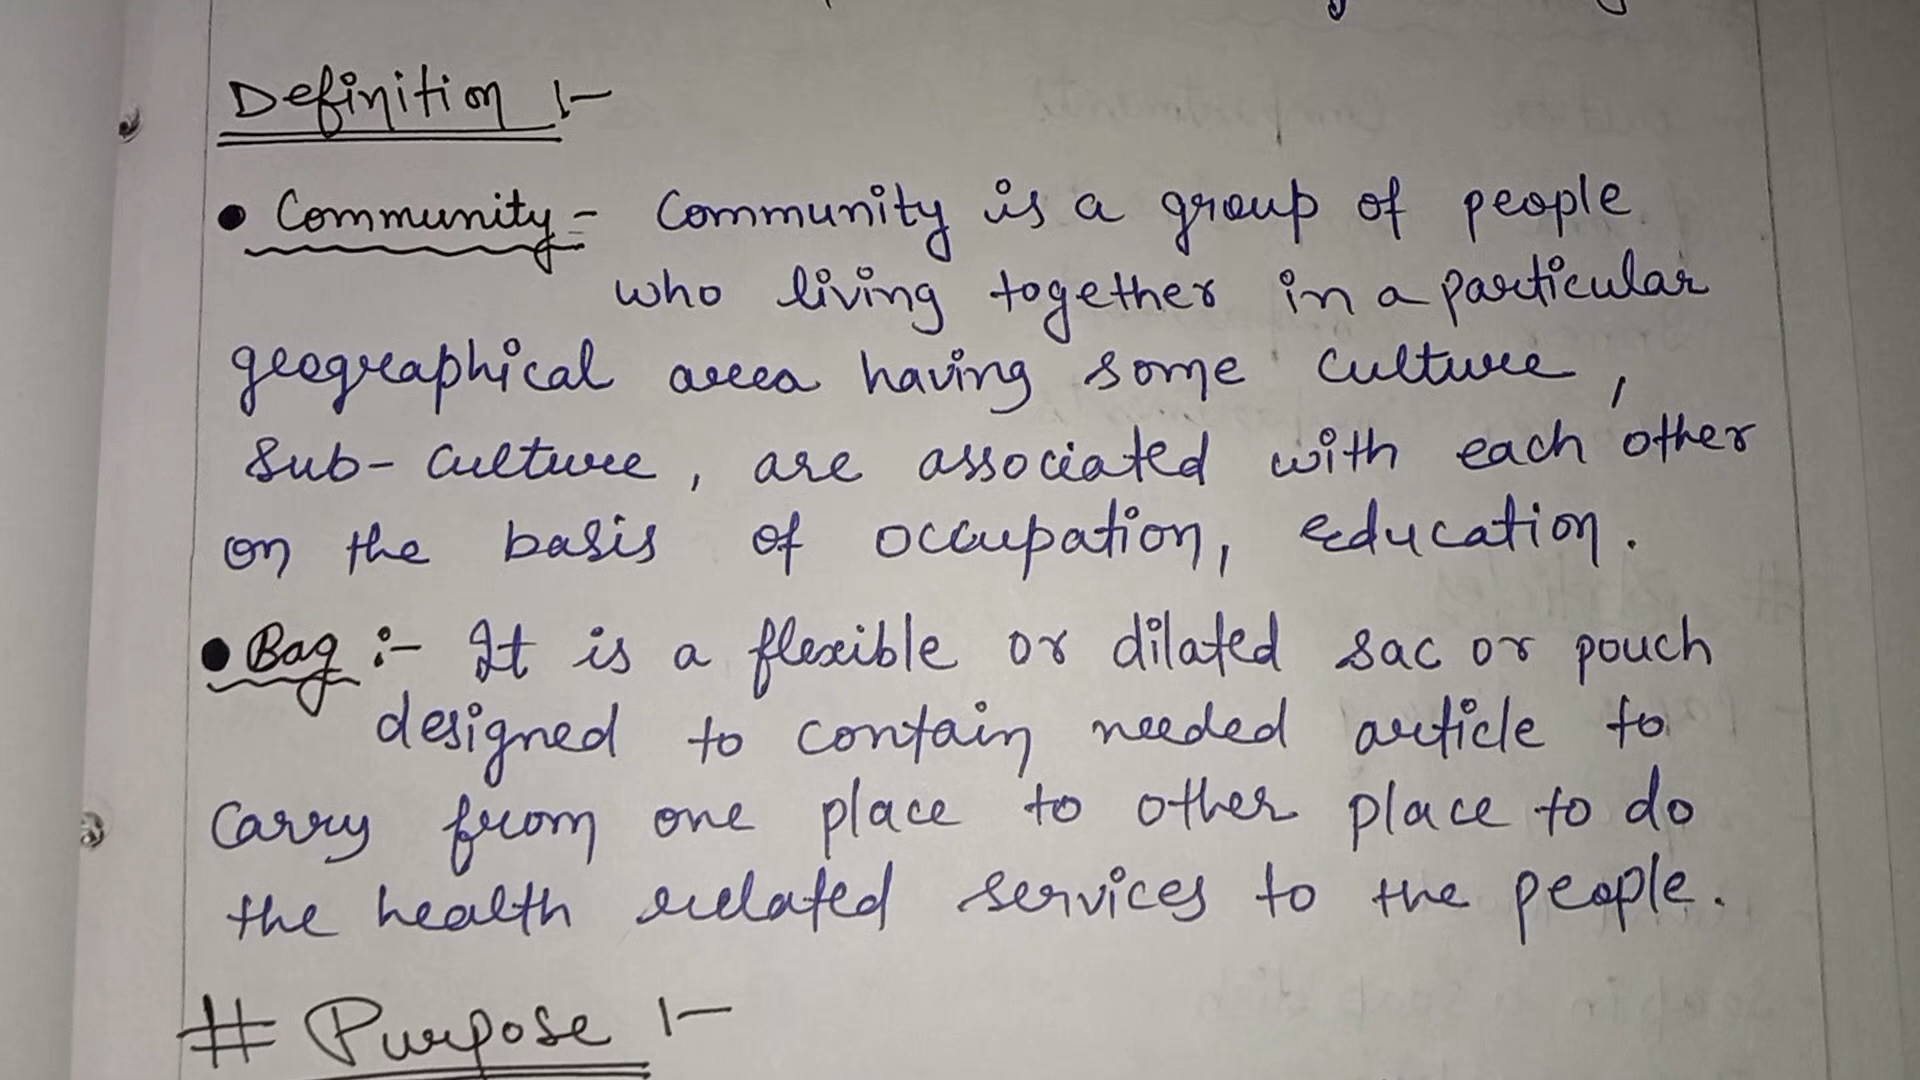 Definition :-
• Community - Community is a group of people
who living together in a particular
geographical area having some culture,
Sub-culture, are associated with each other
on the basis of occupation, education.
• Bag :- It is a flexible or dilated sac or pouch
designed to contain needed article to
Carry from one place to other place to do
the health related services to the people.
# Purpose :-